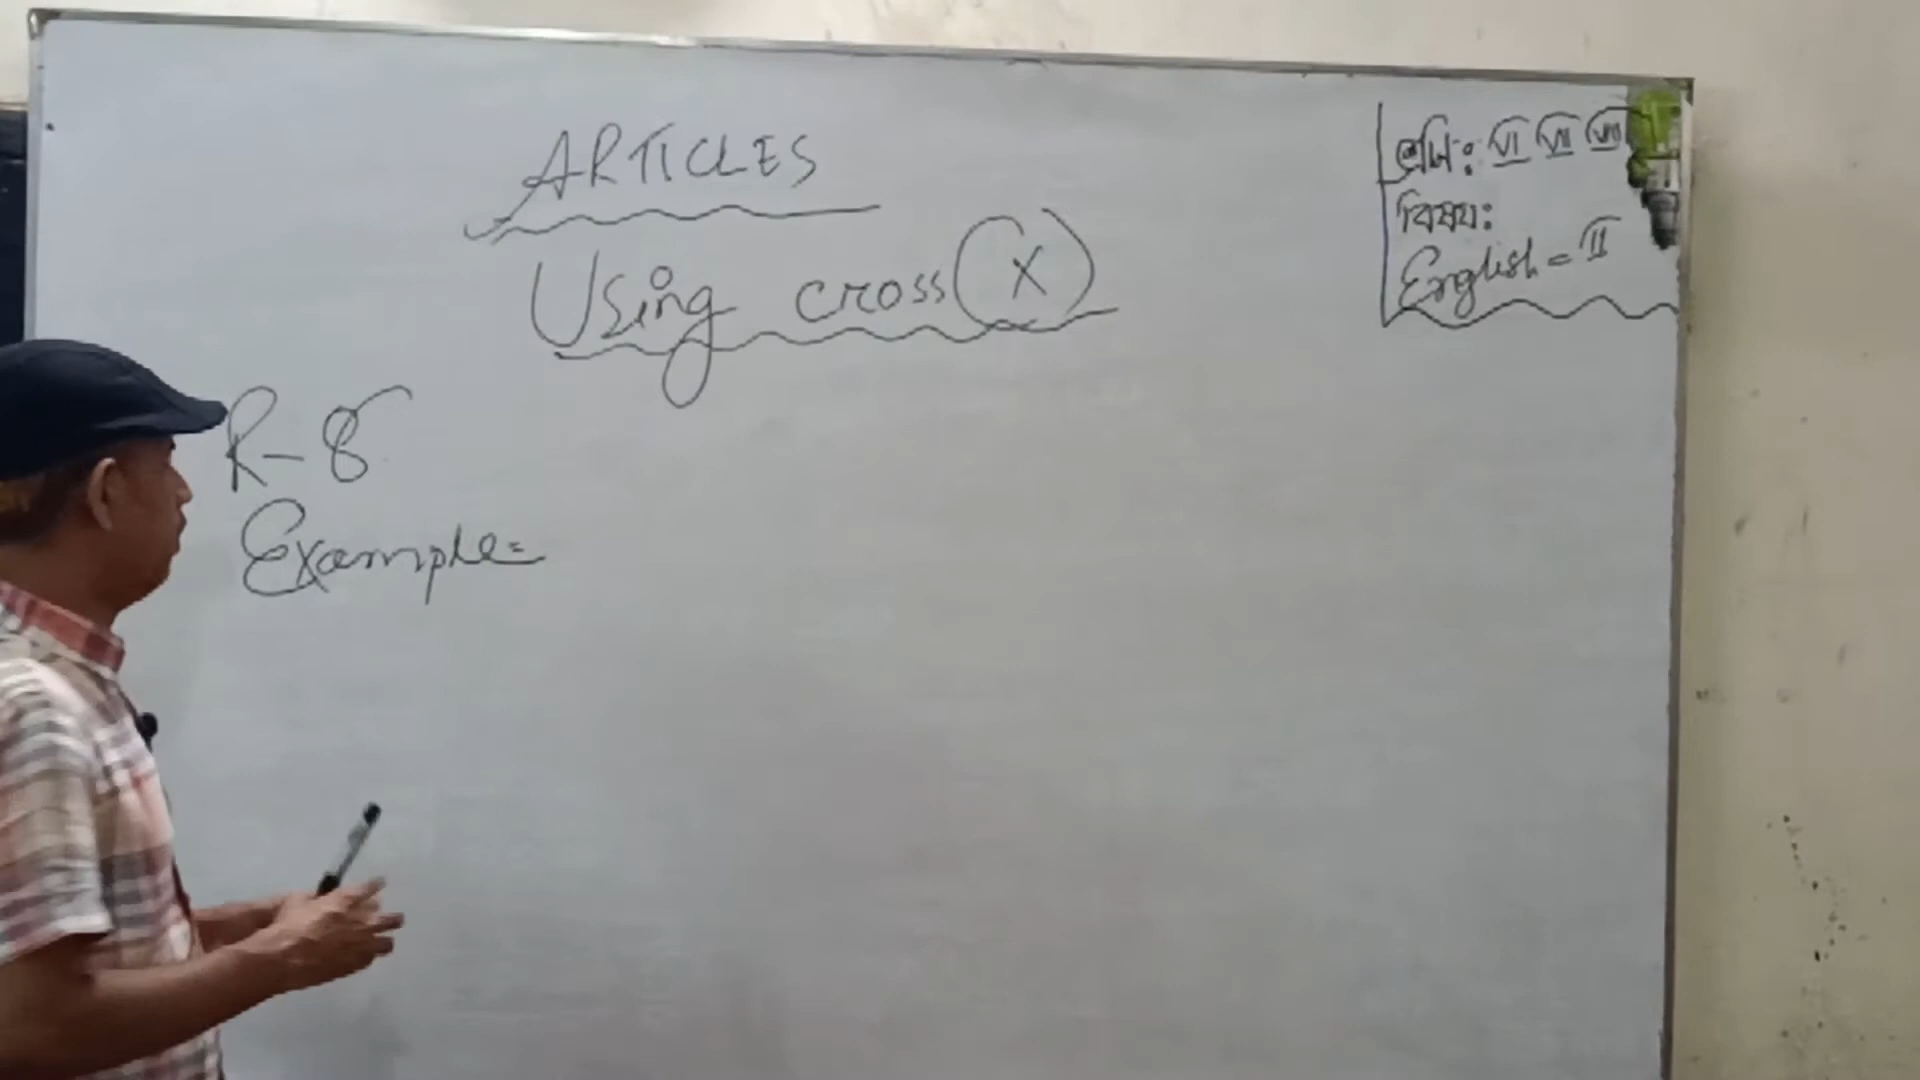 ARTICLES
Using cross (X)
R-8
Example=
শ্রেণি: VI VII VIII
বিষয়:
English = II